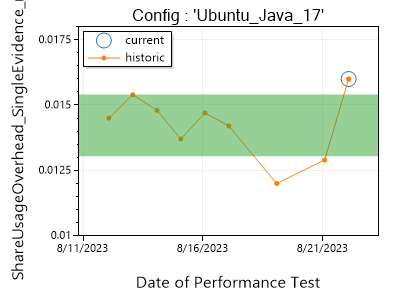 Config : 'Ubuntu_Java_17'
current
historic
0.0175
0.015
0.0125
0.01
8/11/2023
8/16/2023
8/21/2023
Date of Performance Test
ShareUsageOverhead_SingleEvidence_